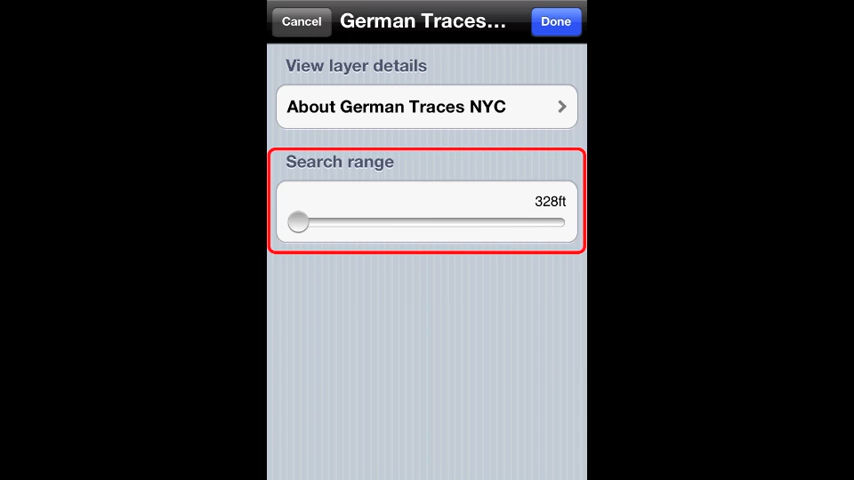 Cancel
German Traces...
Done
View layer details
About German Traces NYC
Search range
328ft